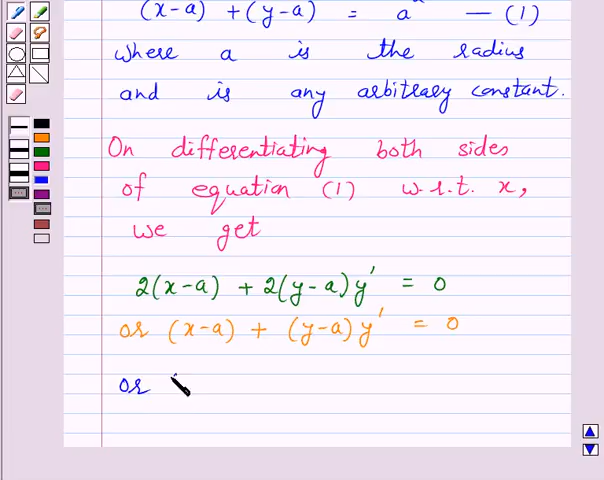 (x-a) + (y-a) = a² — (1)
where a is the radius
and is any arbitrary constant.
On differentiating both sides
of equation (1) w.r.t. x,
we get
2(x-a) + 2(y-a)y' = 0
or (x-a) + (y-a)y' = 0
or